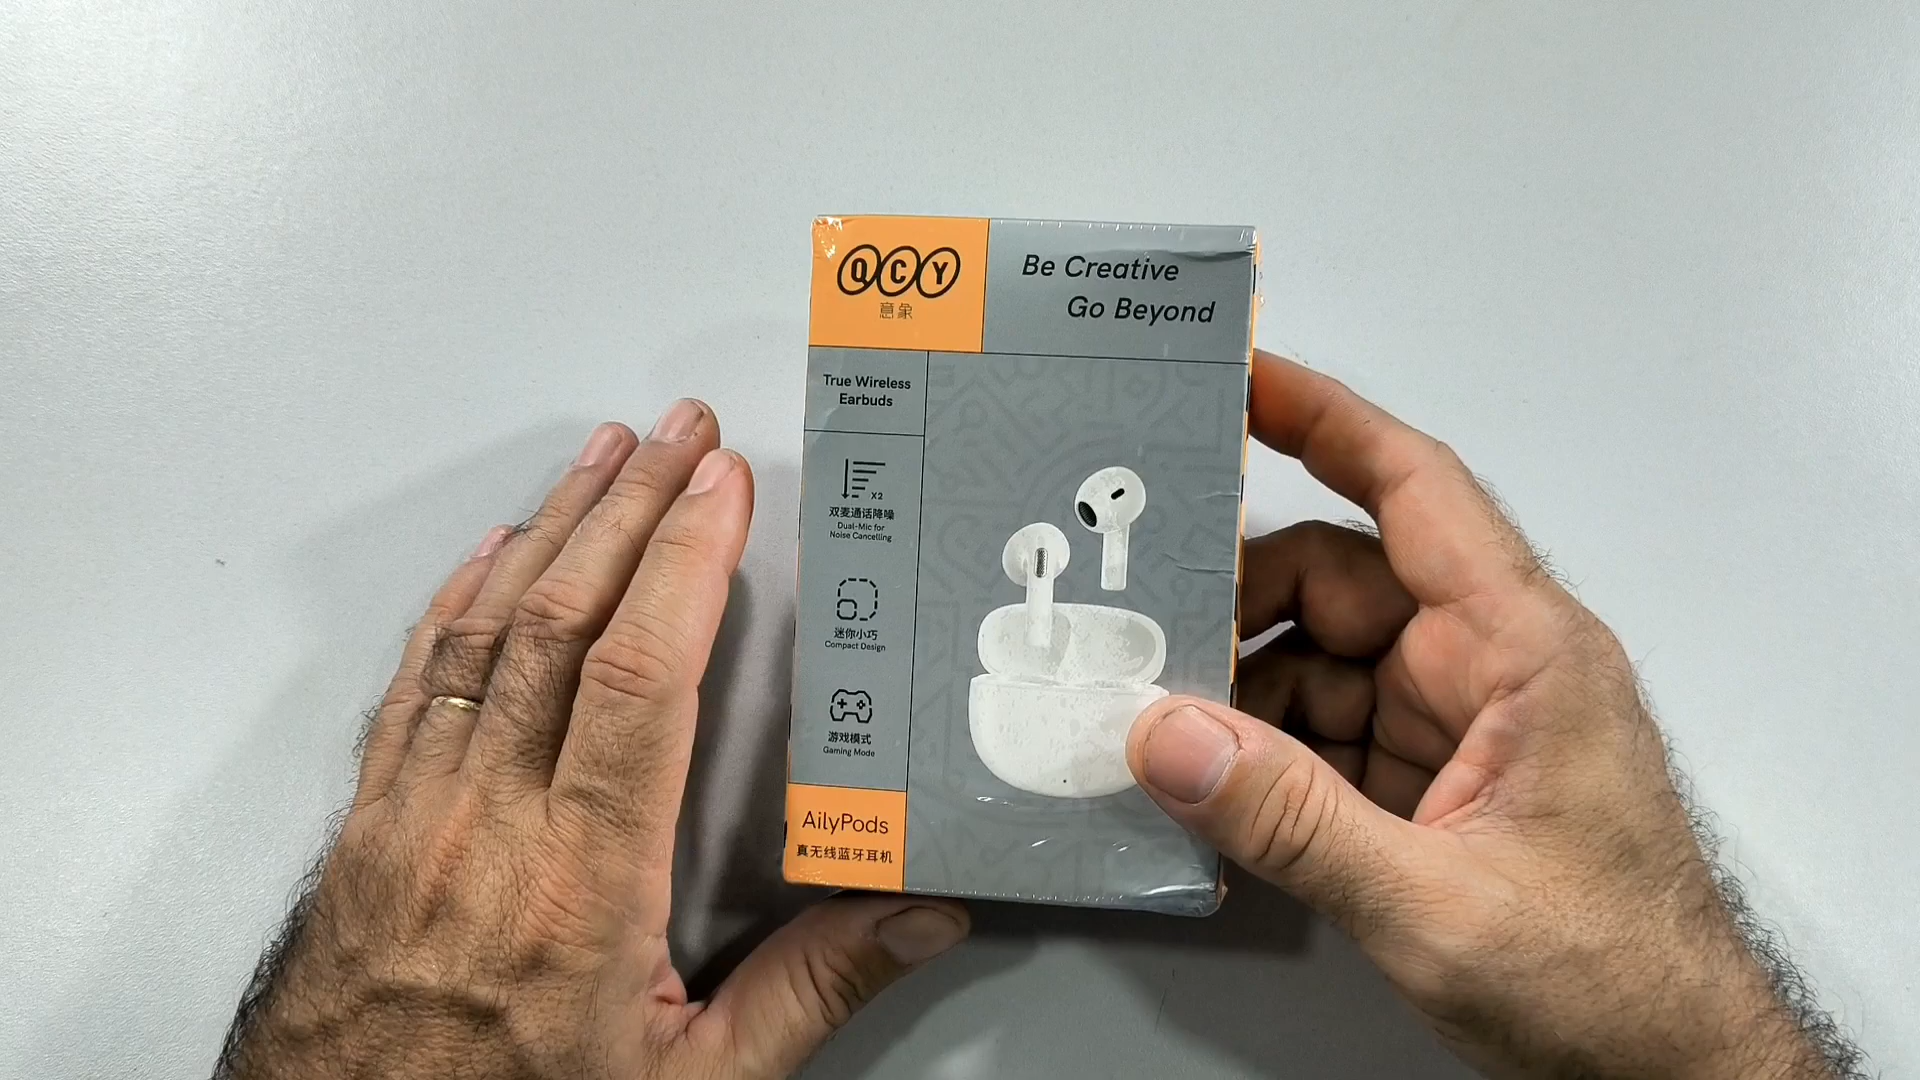 QCY
意象
Be Creative
Go Beyond
True Wireless
Earbuds
X2
双麦通话降噪
Dual-Mic for
Noise Cancelling
迷你小巧
Compact Design
游戏模式
Gaming Mode
AilyPods
真无线蓝牙耳机